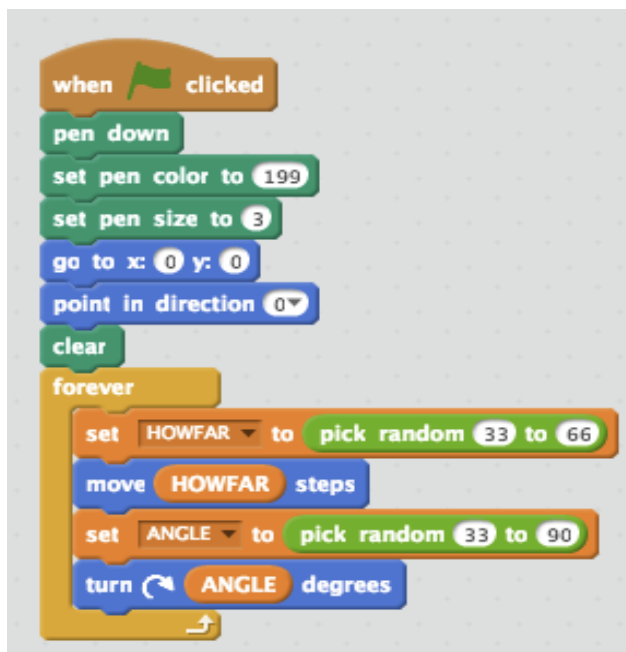 when clicked
pen down
set pen color to 199
set pen size to 3
go to x: 0 y: 0
point in direction 0
clear
forever
set HOWFAR to pick random 33 to 66
move HOWFAR steps
set ANGLE to pick random 33 to 90
turn ANGLE degrees